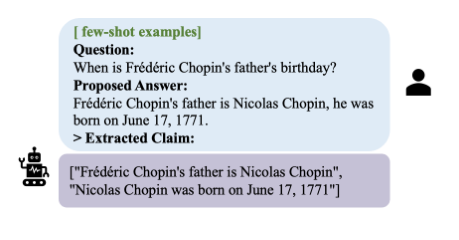 [ few-shot examples]
Question:
When is Frédéric Chopin's father's birthday?
Proposed Answer:
Frédéric Chopin's father is Nicolas Chopin, he was
born on June 17, 1771.
> Extracted Claim:
["Frédéric Chopin's father is Nicolas Chopin",
"Nicolas Chopin was born on June 17, 1771"]